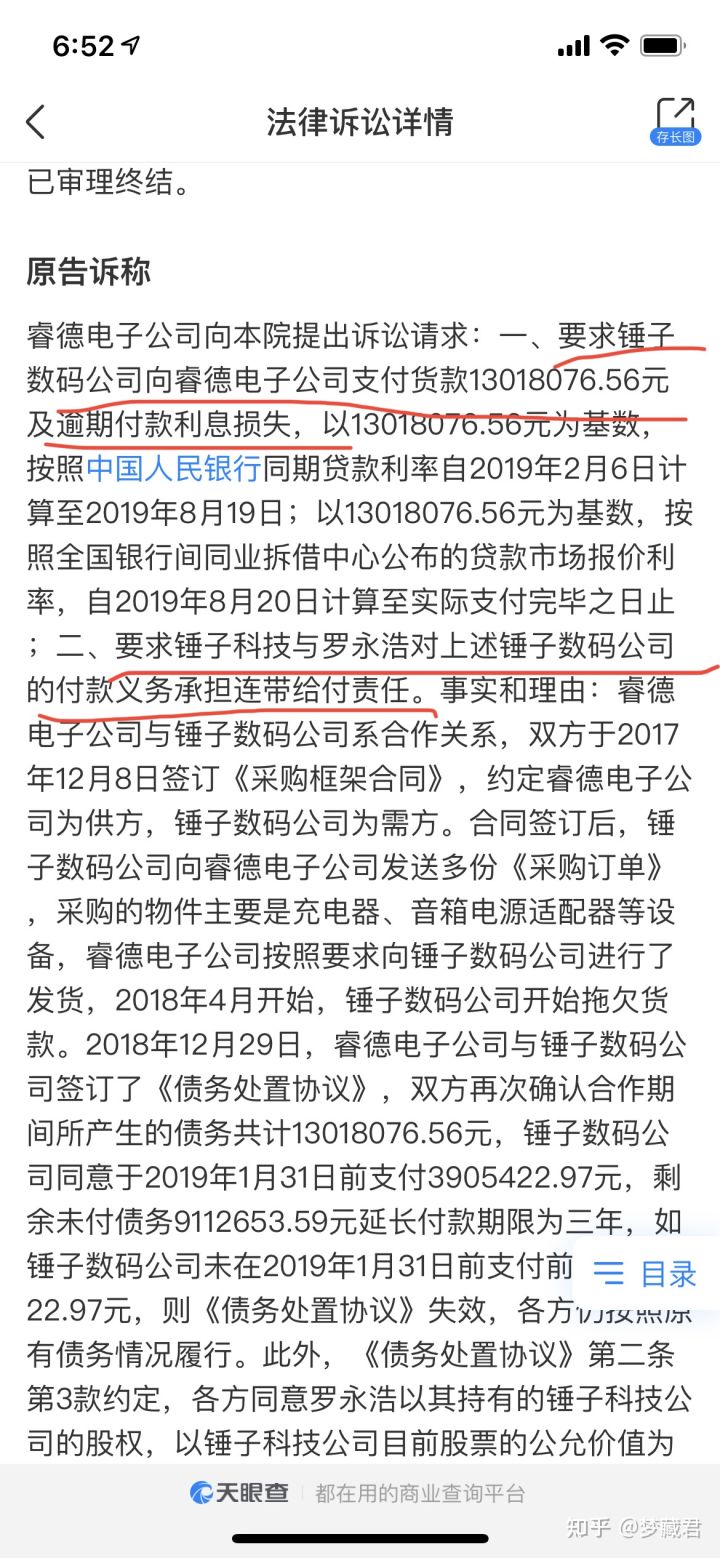 6:52
法律诉讼详情
存长图
已审理终结。
原告诉称
睿德电子公司向本院提出诉讼请求：一、要求锤子
数码公司向睿德电子公司支付货款13018076.56元
及逾期付款利息损失，以13018076.56元为基数，
按照中国人民银行同期贷款利率自2019年2月6日计
算至2019年8月19日；以13018076.56元为基数，按
照全国银行间同业拆借中心公布的贷款市场报价利
率，自2019年8月20日计算至实际支付完毕之日止
；二、要求锤子科技与罗永浩对上述锤子数码公司
的付款义务承担连带给付责任。事实和理由：睿德
电子公司与锤子数码公司系合作关系，双方于2017
年12月8日签订《采购框架合同》，约定睿德电子公
司为供方，锤子数码公司为需方。合同签订后，锤
子数码公司向睿德电子公司发送多份《采购订单》
，采购的物件主要是充电器、音箱电源适配器等设
备，睿德电子公司按照要求向锤子数码公司进行了
发货，2018年4月开始，锤子数码公司开始拖欠货
款。2018年12月29日，睿德电子公司与锤子数码公
司签订了《债务处置协议》，双方再次确认合作期
间所产生的债务共计13018076.56元，锤子数码公
司同意于2019年1月31日前支付3905422.97元，剩
余未付债务9112653.59元延长付款期限为三年，如
锤子数码公司未在2019年1月31日前支付前
目录
22.97元，则《债务处置协议》失效，各方仍按照原
有债务情况履行。此外，《债务处置协议》第二条
第3款约定，各方同意罗永浩以其持有的锤子科技公
司的股权，以锤子科技公司目前股票的公允价值为
天眼查 都在用的商业查询平台
知乎 @梦藏君